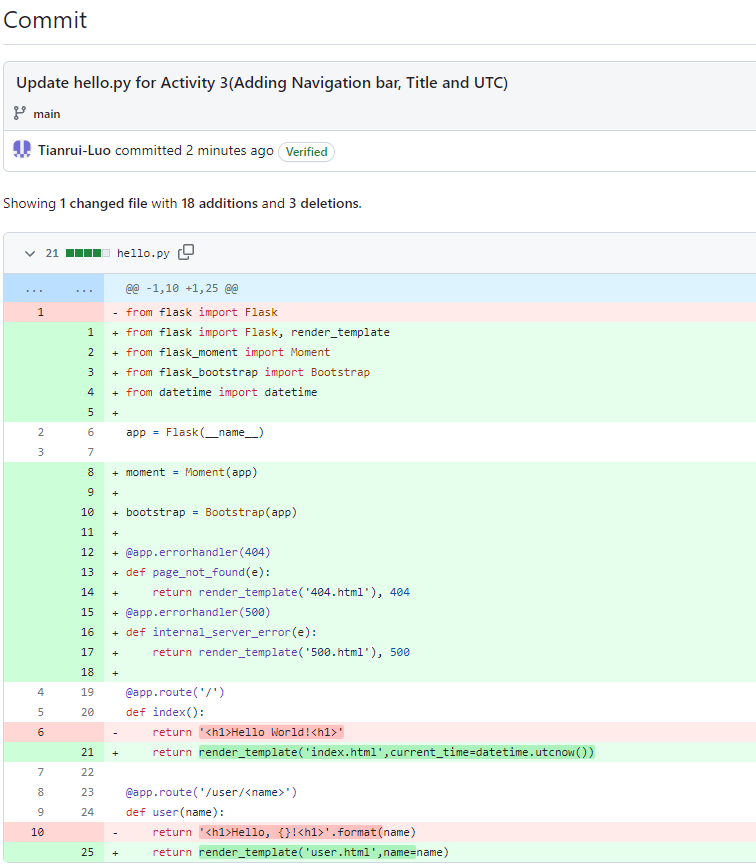 Commit
Update hello.py for Activity 3(Adding Navigation bar, Title and UTC)
main
Tianrui-Luo committed 2 minutes ago Verified
Showing 1 changed file with 18 additions and 3 deletions.
21 hello.py
... ... @@ -1,10 +1,25 @@
1 - from flask import Flask
1 + from flask import Flask, render_template
2 + from flask_moment import Moment
3 + from flask_bootstrap import Bootstrap
4 + from datetime import datetime
5 +
2 6 app = Flask(__name__)
3 7
8 + moment = Moment(app)
9 +
10 + bootstrap = Bootstrap(app)
11 +
12 + @app.errorhandler(404)
13 + def page_not_found(e):
14 + return render_template('404.html'), 404
15 + @app.errorhandler(500)
16 + def internal_server_error(e):
17 + return render_template('500.html'), 500
18 +
4 19 @app.route('/')
5 20 def index():
6 - return '<h1>Hello World!<h1>'
21 + return render_template('index.html',current_time=datetime.utcnow())
7 22
8 23 @app.route('/user/<name>')
9 24 def user(name):
10 - return '<h1>Hello, {}!<h1>'.format(name)
25 + return render_template('user.html',name=name)